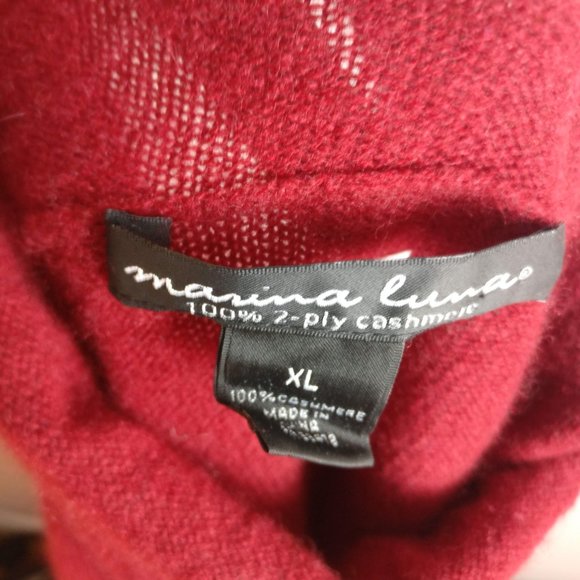 marina luna®
100% 2-ply cashmere
XL
100% CASHMERE
MADE IN